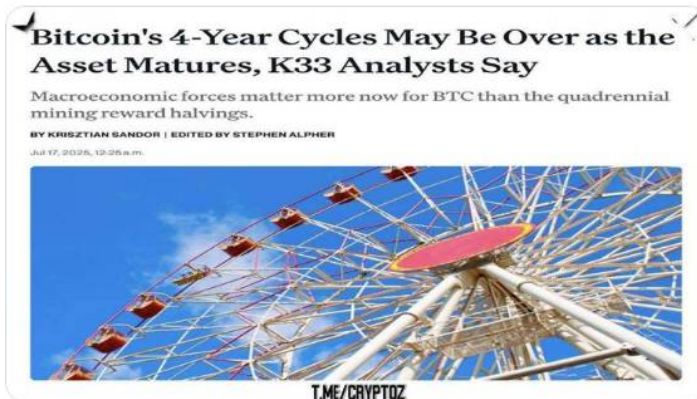 Bitcoin's 4-Year Cycles May Be Over as the
Asset Matures, K33 Analysts Say
Macroeconomic forces matter more now for BTC than the quadrennial
mining reward halvings.
BY KRISZTIAN SANDOR | EDITED BY STEPHEN ALPHER
Jul 17, 2025, 12:25 a.m.
T.ME/CRYPTOZ